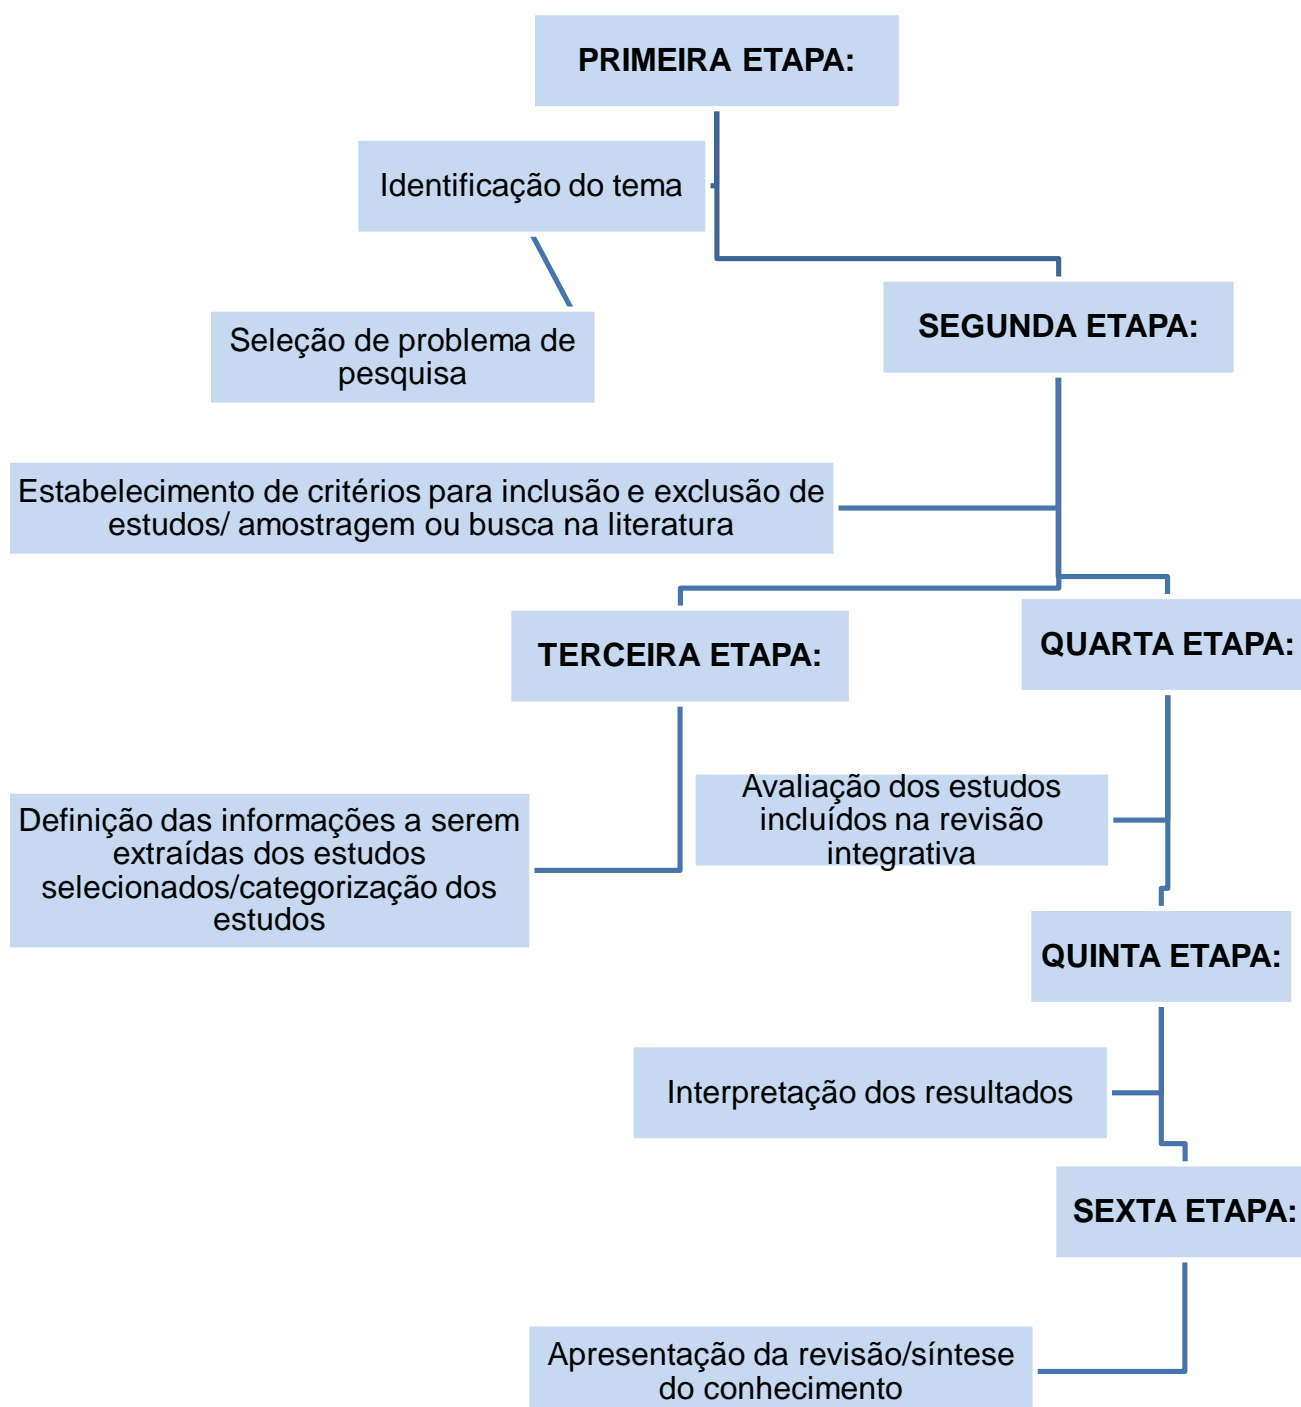 PRIMEIRA ETAPA:
Identificação do tema
SEGUNDA ETAPA:
Seleção de problema de
pesquisa
Estabelecimento de critérios para inclusão e exclusão de
estudos/ amostragem ou busca na literatura
TERCEIRA ETAPA:
QUARTA ETAPA:
Avaliação dos estudos
incluídos na revisão
integrativa
Definição das informações a serem
extraídas dos estudos
selecionados/categorização dos
estudos
QUINTA ETAPA:
Interpretação dos resultados
SEXTA ETAPA:
Apresentação da revisão/síntese
do conhecimento